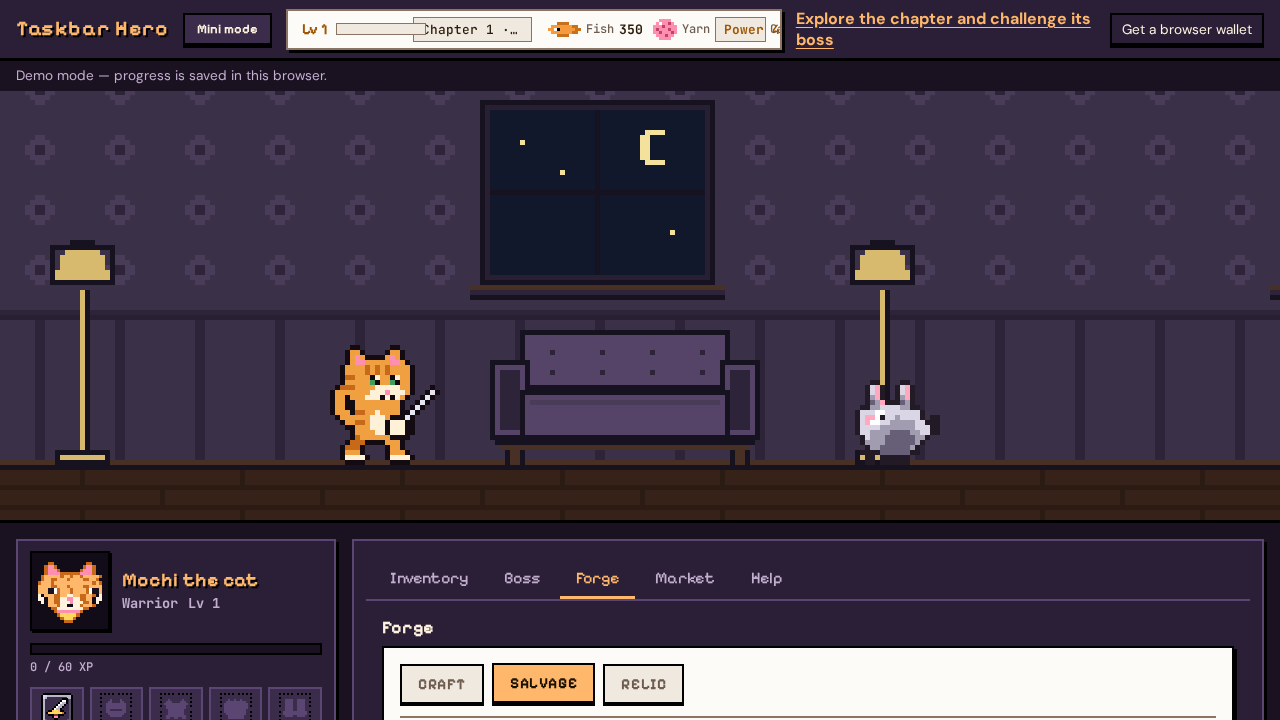 Taskbar Hero
Mini mode
Lv 1
Chapter 1 ·…
Fish 350
Yarn
Power
Explore the chapter and challenge its
boss
Get a browser wallet
Demo mode — progress is saved in this browser.
Mochi the cat
Warrior Lv 1
0 / 60 XP
Inventory
Boss
Forge
Market
Help
Forge
CRAFT
SALVAGE
RELIC